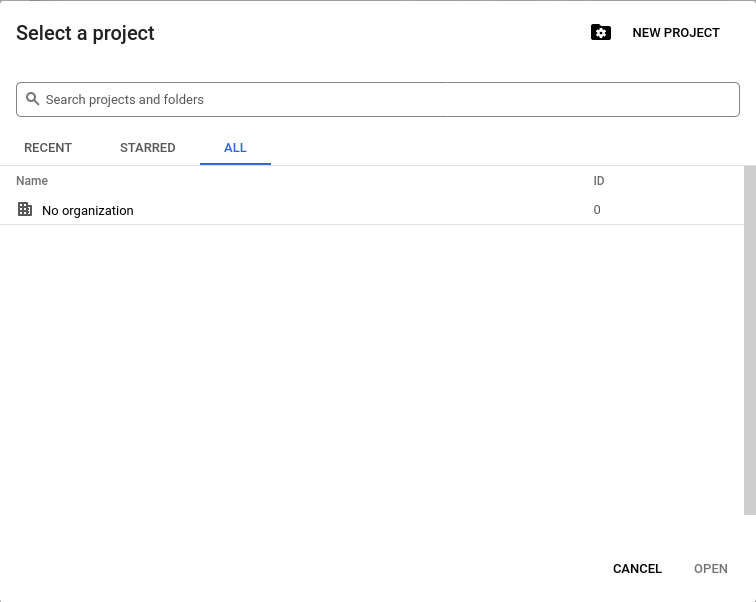 Select a project
NEW PROJECT
Search projects and folders
RECENT STARRED ALL
Name ID
No organization 0
CANCEL OPEN